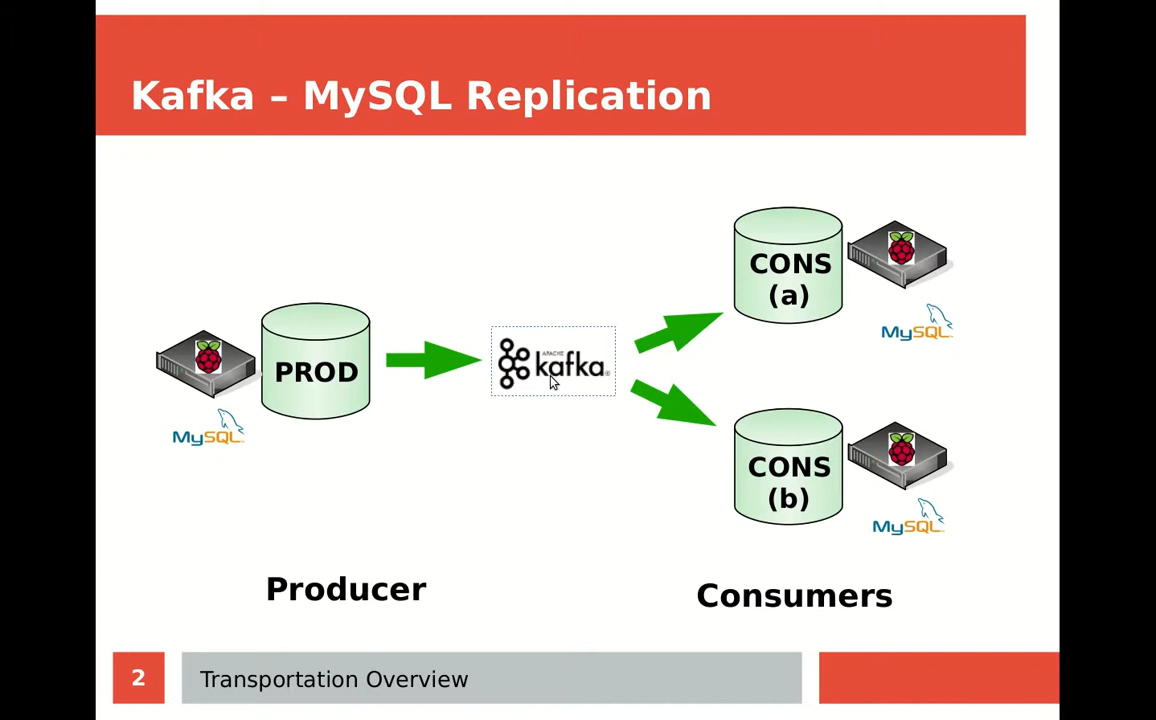 Kafka – MySQL Replication
CONS
(a)
MySQL
PROD
MySQL
APACHE
kafka®
CONS
(b)
MySQL
Producer
Consumers
2
Transportation Overview